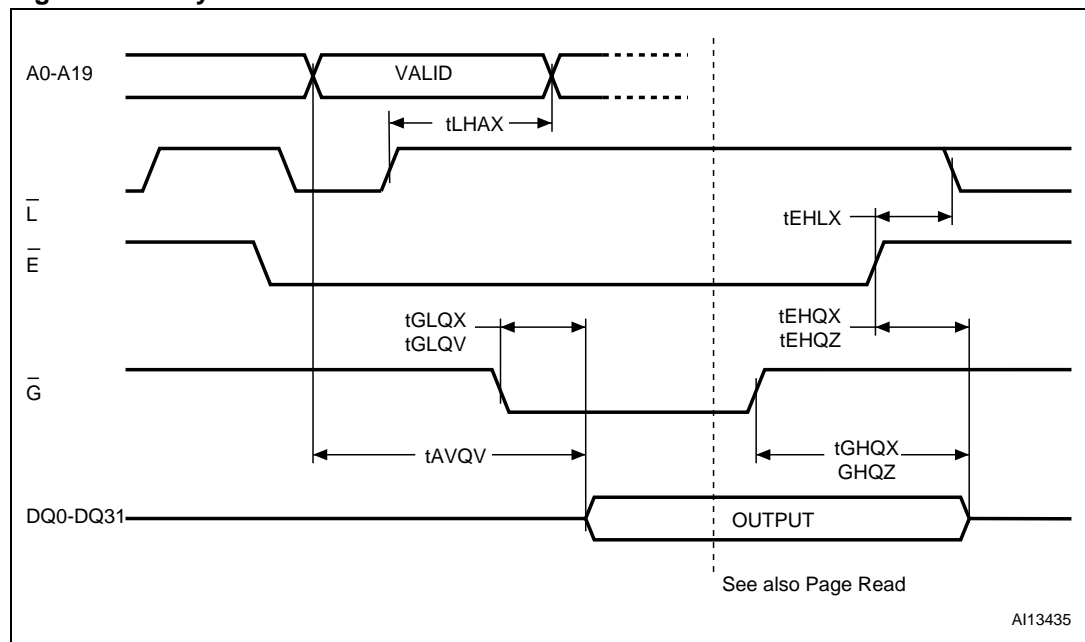 A0-A19
VALID
tLHAX
L
tEHLX
E
tGLQX
tGLQV
tEHQX
tEHQZ
G
tAVQV
tGHQX
GHQZ
DQ0-DQ31
OUTPUT
See also Page Read
AI13435